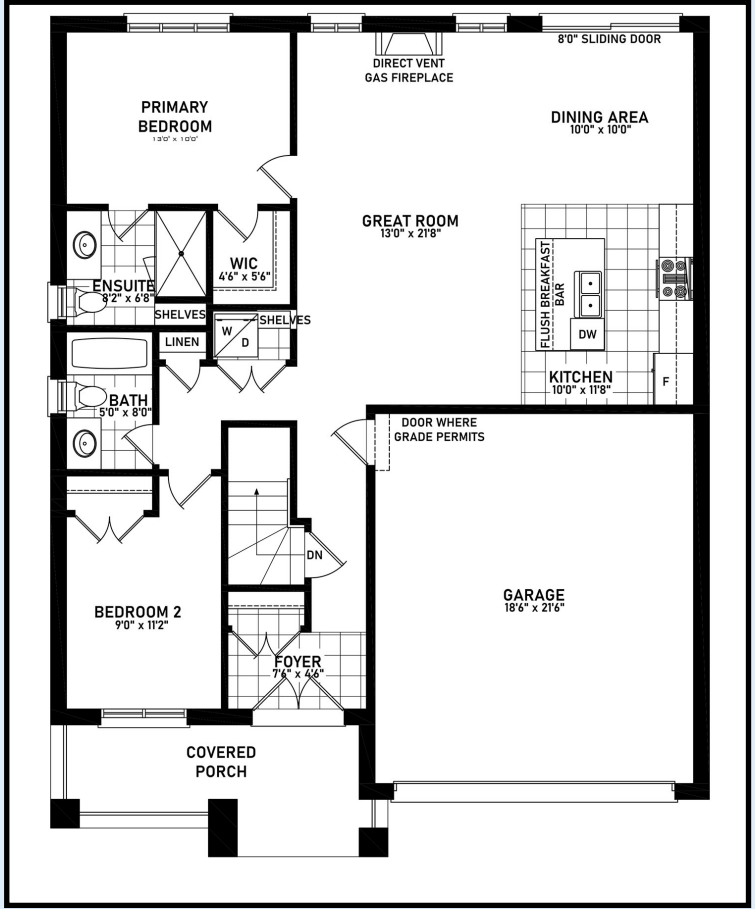 8'0" SLIDING DOOR
DIRECT VENT
GAS FIREPLACE
PRIMARY
BEDROOM
13'0" x 10'0"
DINING AREA
10'0" x 10'0"
GREAT ROOM
13'0" x 21'8"
WIC
4'6" x 5'6"
ENSUITE
8'2" x 6'8"
SHELVES
SHELVES
FLUSH BREAKFAST
BAR
W
D
LINEN
DW
KITCHEN
10'0" x 11'8"
F
BATH
5'0" x 8'0"
DOOR WHERE
GRADE PERMITS
DN
GARAGE
18'6" x 21'6"
BEDROOM 2
9'0" x 11'2"
FOYER
7'6" x 4'6"
COVERED
PORCH